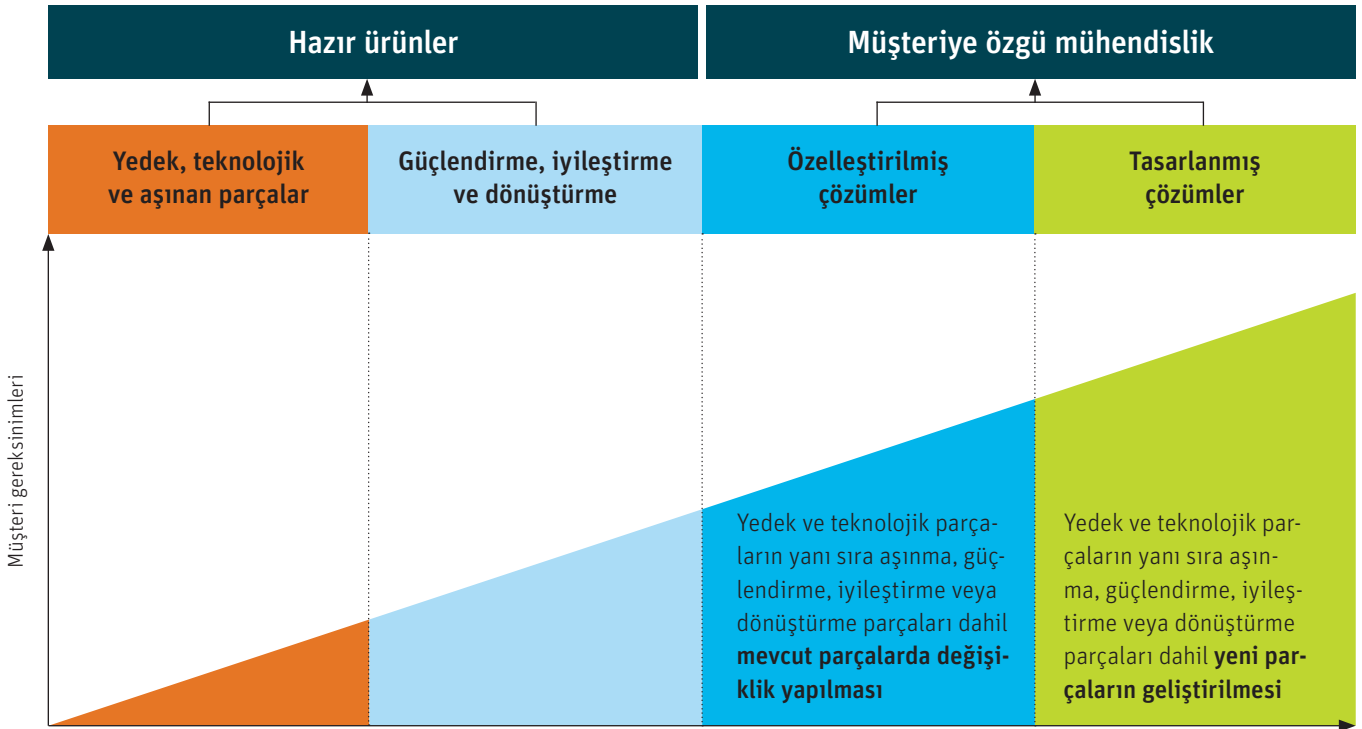 Hazır ürünler
Müşteriye özgü mühendislik
Yedek, teknolojik
ve aşınan parçalar
Güçlendirme, iyileştirme
ve dönüştürme
Özelleştirilmiş
çözümler
Tasarlanmış
çözümler
Müşteri gereksinimleri
Yedek ve teknolojik parça-
ların yanı sıra aşınma, güç-
lendirme, iyileştirme veya
dönüştürme parçaları dahil
mevcut parçalarda değişi-
klik yapılması
Yedek ve teknolojik par-
çaların yanı sıra aşın-
ma, güçlendirme, iyileş-
tirme veya dönüştürme
parçaları dahil yeni par-
çaların geliştirilmesi